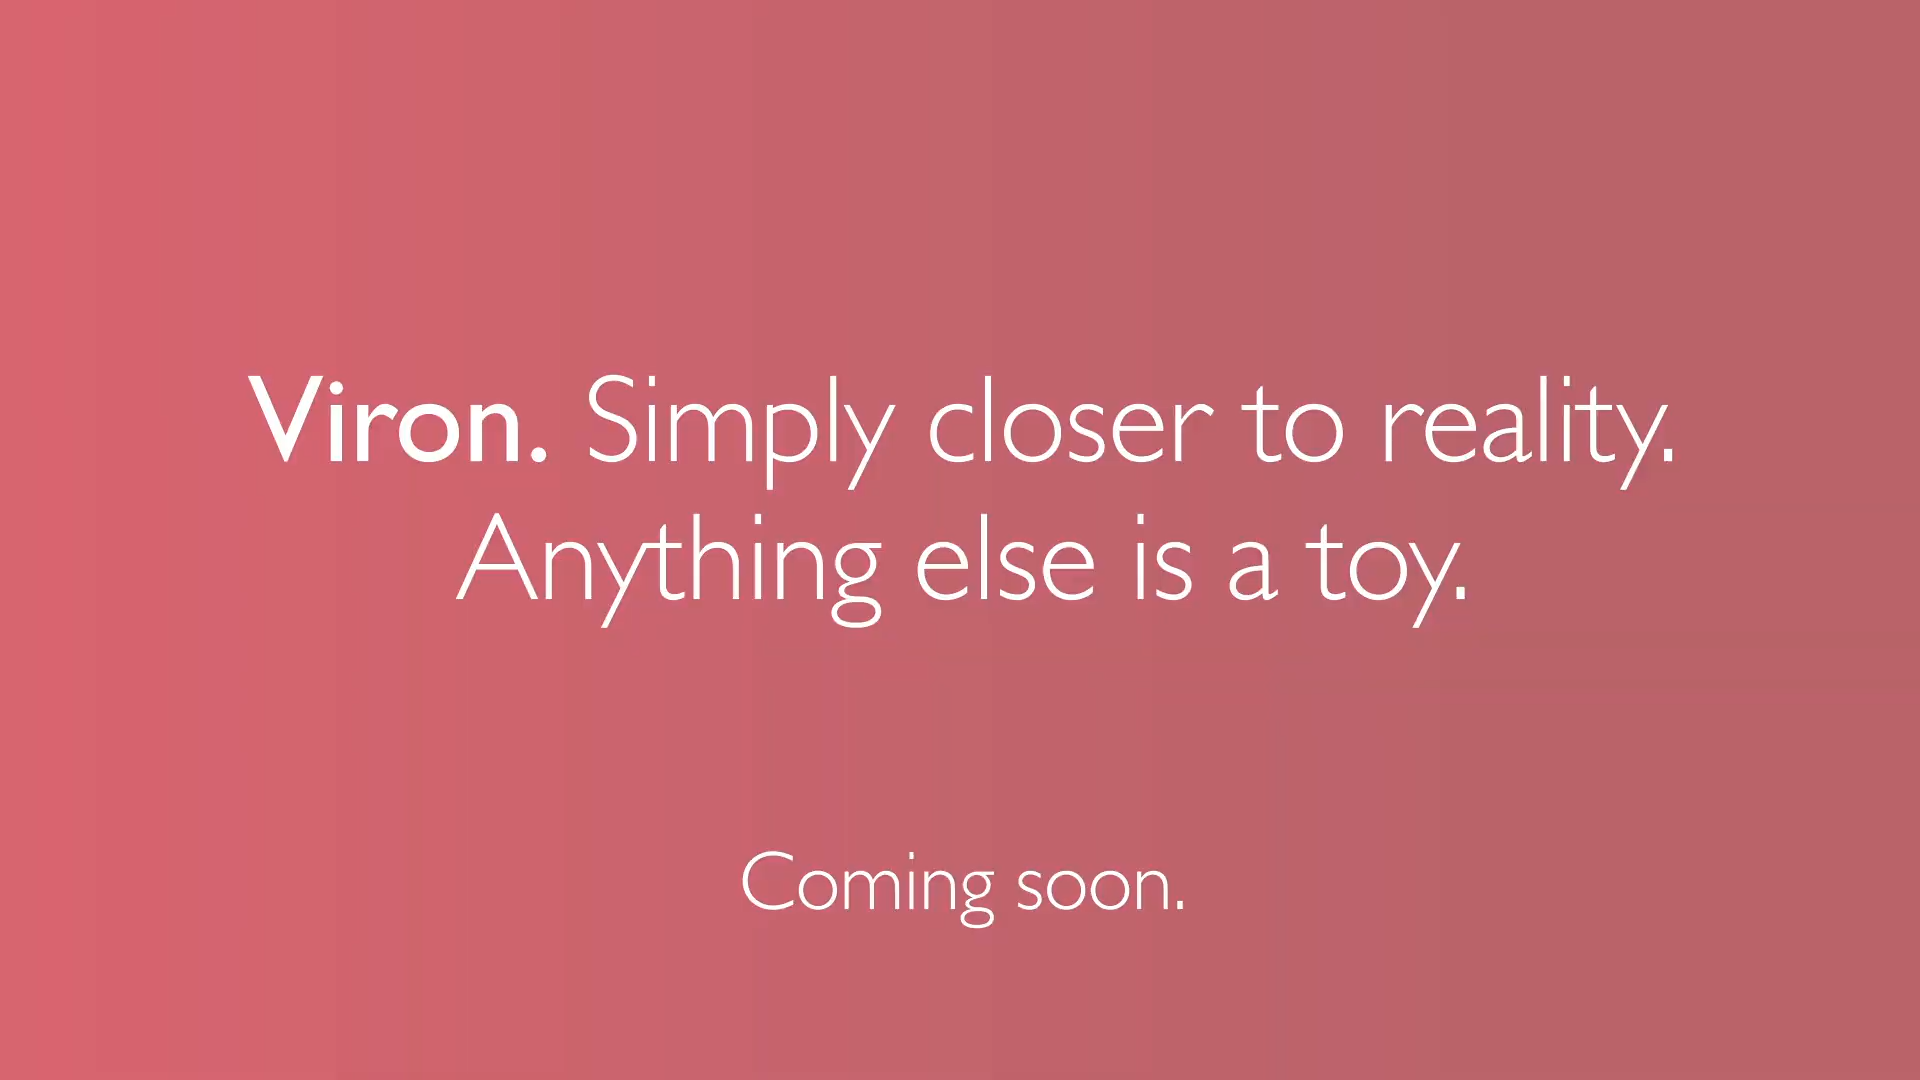 Viron. Simply closer to reality.
Anything else is a toy.
Coming soon.